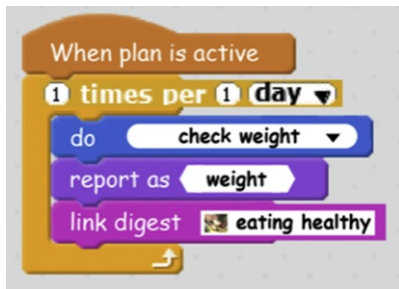 When plan is active
1 times per 1 day
do check weight
report as weight
link digest eating healthy